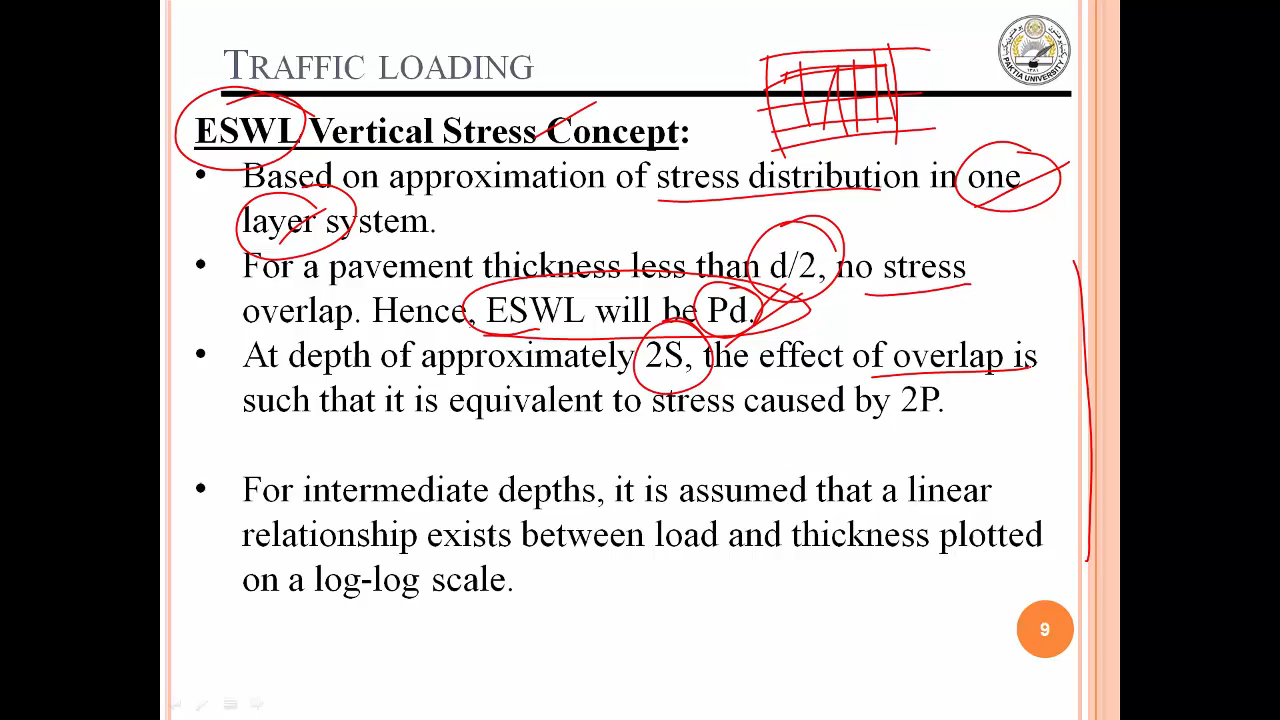 TRAFFIC LOADING
PAKTIA UNIVERSITY
ESWL Vertical Stress Concept:
• Based on approximation of stress distribution in one
layer system.
• For a pavement thickness less than d/2, no stress
overlap. Hence, ESWL will be Pd.
• At depth of approximately 2S, the effect of overlap is
such that it is equivalent to stress caused by 2P.
• For intermediate depths, it is assumed that a linear
relationship exists between load and thickness plotted
on a log-log scale.
9